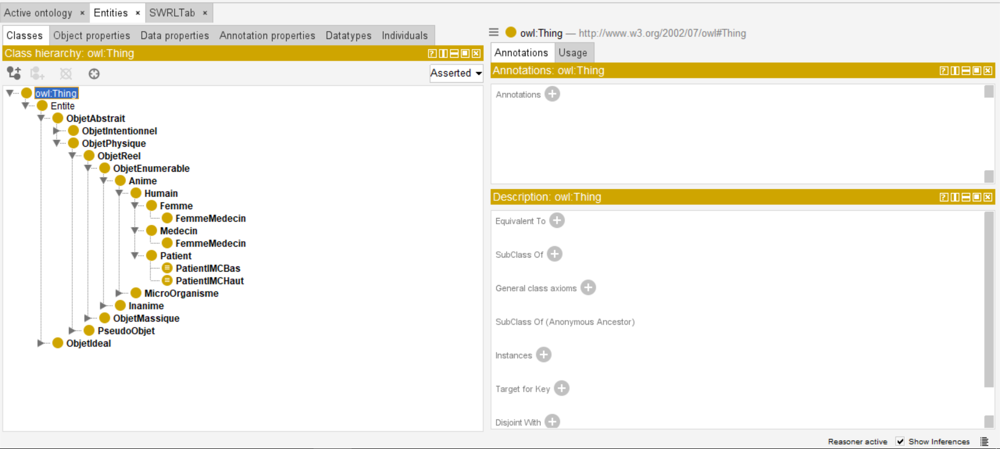 Active ontology × Entities × SWRLTab ×
Classes Object properties Data properties Annotation properties Datatypes Individuals
Class hierarchy: owl:Thing
Asserted
owl:Thing
Entite
ObjetAbstrait
ObjetIntentionnel
ObjetPhysique
ObjetReel
ObjetEnumerable
Anime
Humain
Femme
FemmeMedecin
Medecin
FemmeMedecin
Patient
PatientIMCBas
PatientIMCHaut
MicroOrganisme
Inanime
ObjetMassique
PseudoObjet
ObjetIdeal
owl:Thing — http://www.w3.org/2002/07/owl#Thing
Annotations Usage
Annotations: owl:Thing
Annotations
Description: owl:Thing
Equivalent To
SubClass Of
General class axioms
SubClass Of (Anonymous Ancestor)
Instances
Target for Key
Disjoint With
Reasoner active Show Inferences